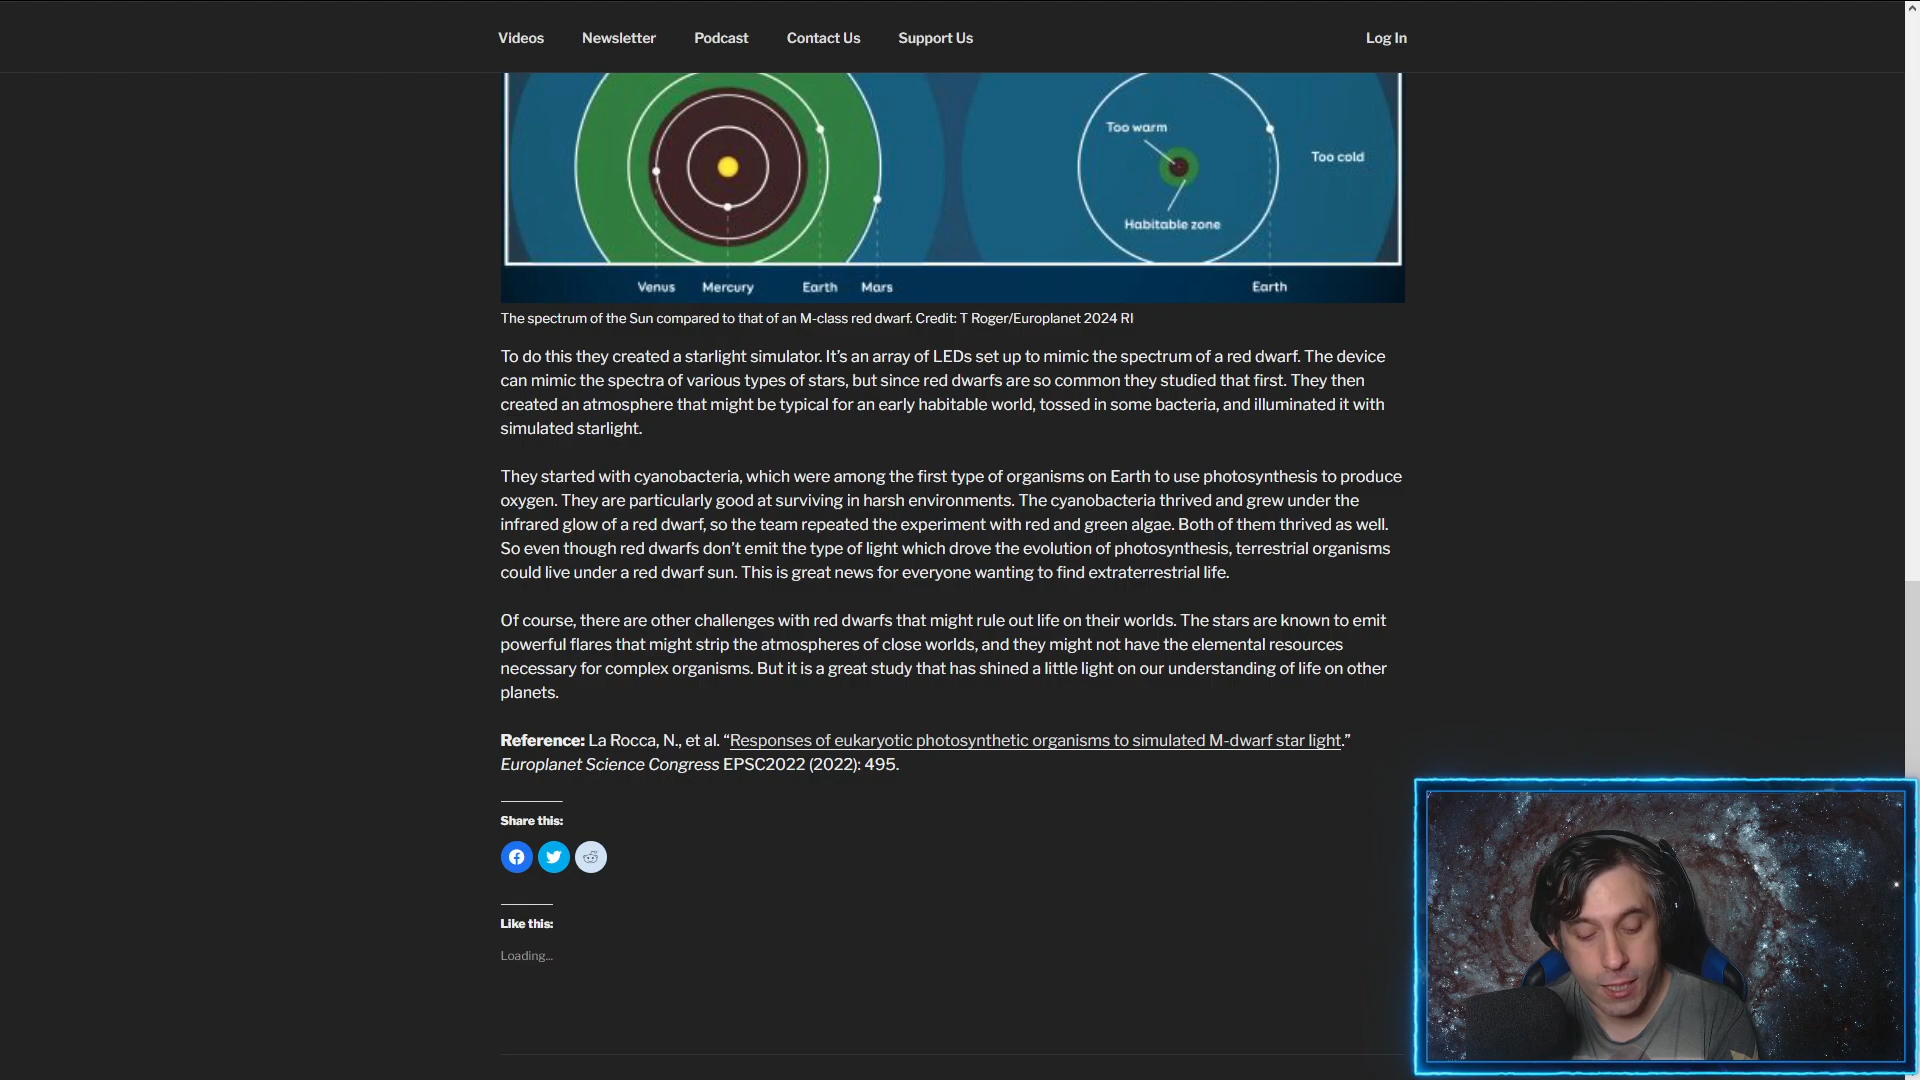 Videos Newsletter Podcast Contact Us Support Us Log In
Too warm
Too cold
Habitable zone
Venus Mercury Earth Mars Earth
The spectrum of the Sun compared to that of an M-class red dwarf. Credit: T Roger/Europlanet 2024 RI
To do this they created a starlight simulator. It’s an array of LEDs set up to mimic the spectrum of a red dwarf. The device
can mimic the spectra of various types of stars, but since red dwarfs are so common they studied that first. They then
created an atmosphere that might be typical for an early habitable world, tossed in some bacteria, and illuminated it with
simulated starlight.
They started with cyanobacteria, which were among the first type of organisms on Earth to use photosynthesis to produce
oxygen. They are particularly good at surviving in harsh environments. The cyanobacteria thrived and grew under the
infrared glow of a red dwarf, so the team repeated the experiment with red and green algae. Both of them thrived as well.
So even though red dwarfs don’t emit the type of light which drove the evolution of photosynthesis, terrestrial organisms
could live under a red dwarf sun. This is great news for everyone wanting to find extraterrestrial life.
Of course, there are other challenges with red dwarfs that might rule out life on their worlds. The stars are known to emit
powerful flares that might strip the atmospheres of close worlds, and they might not have the elemental resources
necessary for complex organisms. But it is a great study that has shined a little light on our understanding of life on other
planets.
Reference: La Rocca, N., et al. “Responses of eukaryotic photosynthetic organisms to simulated M-dwarf star light.”
Europlanet Science Congress EPSC2022 (2022): 495.
Share this:
Like this:
Loading...